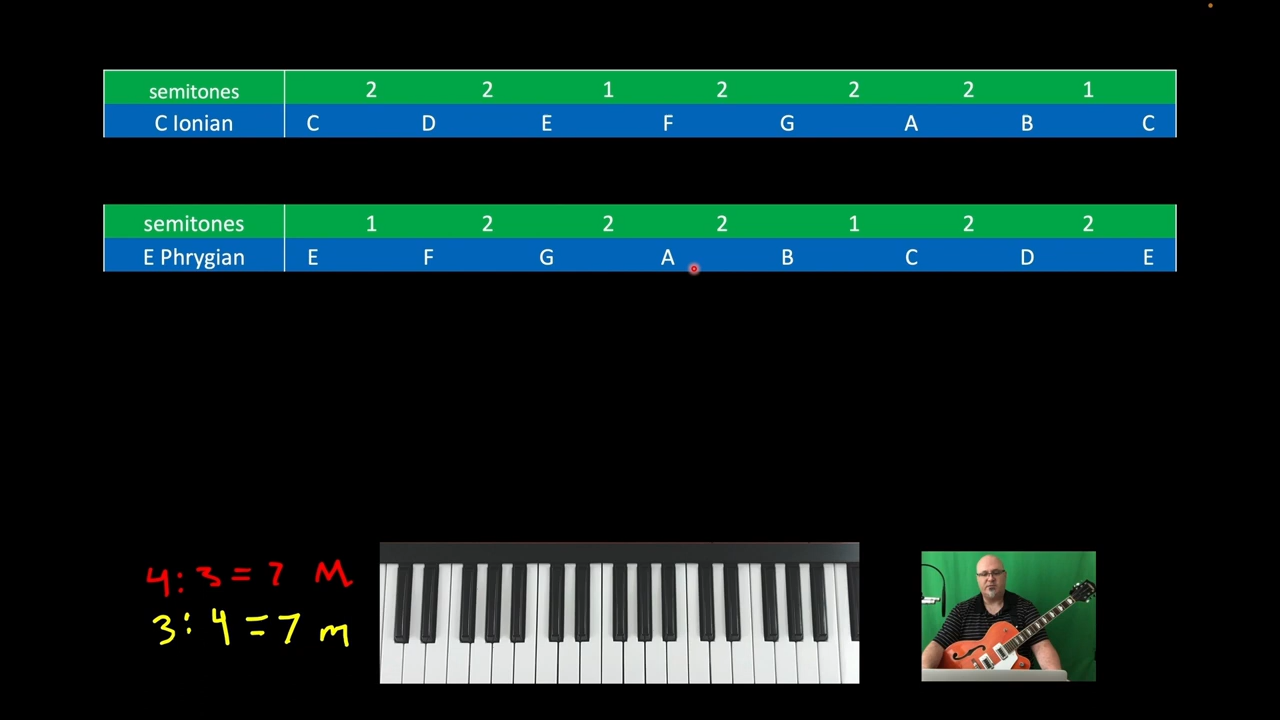 semitones 2 2 1 2 2 2 1
C Ionian C D E F G A B C
semitones 1 2 2 2 1 2 2
E Phrygian E F G A B C D E
4:3=7 M
3:4=7 m